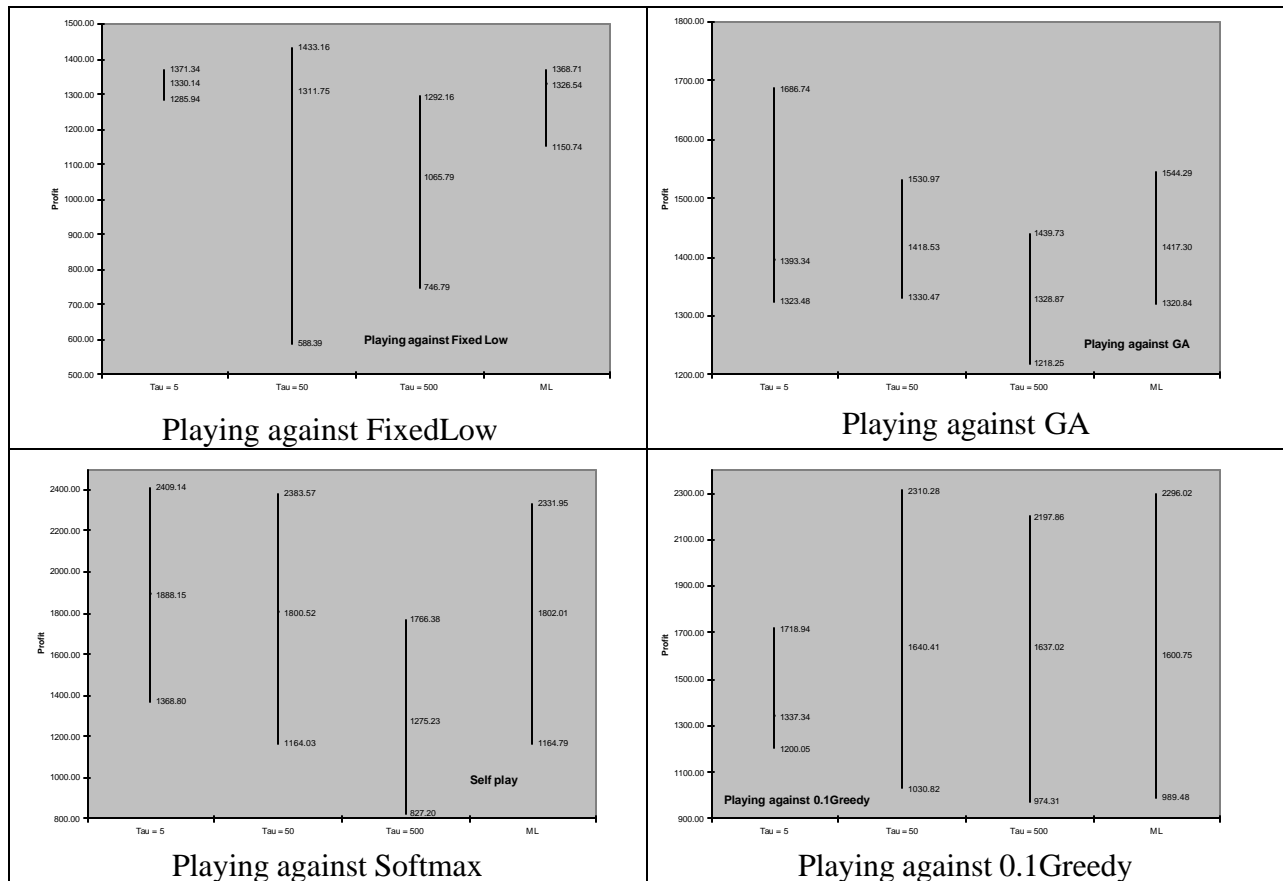 1500.00
1400.00
1300.00
1200.00
1100.00
1000.00
900.00
800.00
700.00
600.00
500.00
Profit
1371.34
1330.14
1285.94
1433.16
1311.75
588.39
1292.16
1065.79
746.79
1368.71
1326.54
1150.74
Playing against Fixed Low
Tau = 5
Tau = 50
Tau = 500
ML
Playing against FixedLow
1800.00
1700.00
1600.00
1500.00
1400.00
1300.00
1200.00
Profit
1686.74
1393.34
1323.48
1530.97
1418.53
1330.47
1439.73
1328.87
1218.25
1544.29
1417.30
1320.84
Playing against GA
Tau = 5
Tau = 50
Tau = 500
ML
Playing against GA
2400.00
2200.00
2000.00
1800.00
1600.00
1400.00
1200.00
1000.00
800.00
Profit
2409.14
1888.15
1368.80
2383.57
1800.52
1164.03
1766.38
1275.23
827.20
2331.95
1802.01
1164.79
Self play
Tau = 5
Tau = 50
Tau = 500
ML
Playing against Softmax
2300.00
2100.00
1900.00
1700.00
1500.00
1300.00
1100.00
900.00
Profit
1718.94
1337.34
1200.05
2310.28
1640.41
1030.82
2197.86
1637.02
974.31
2296.02
1600.75
989.48
Playing against 0.1Greedy
Tau = 5
Tau = 50
Tau = 500
ML
Playing against 0.1Greedy